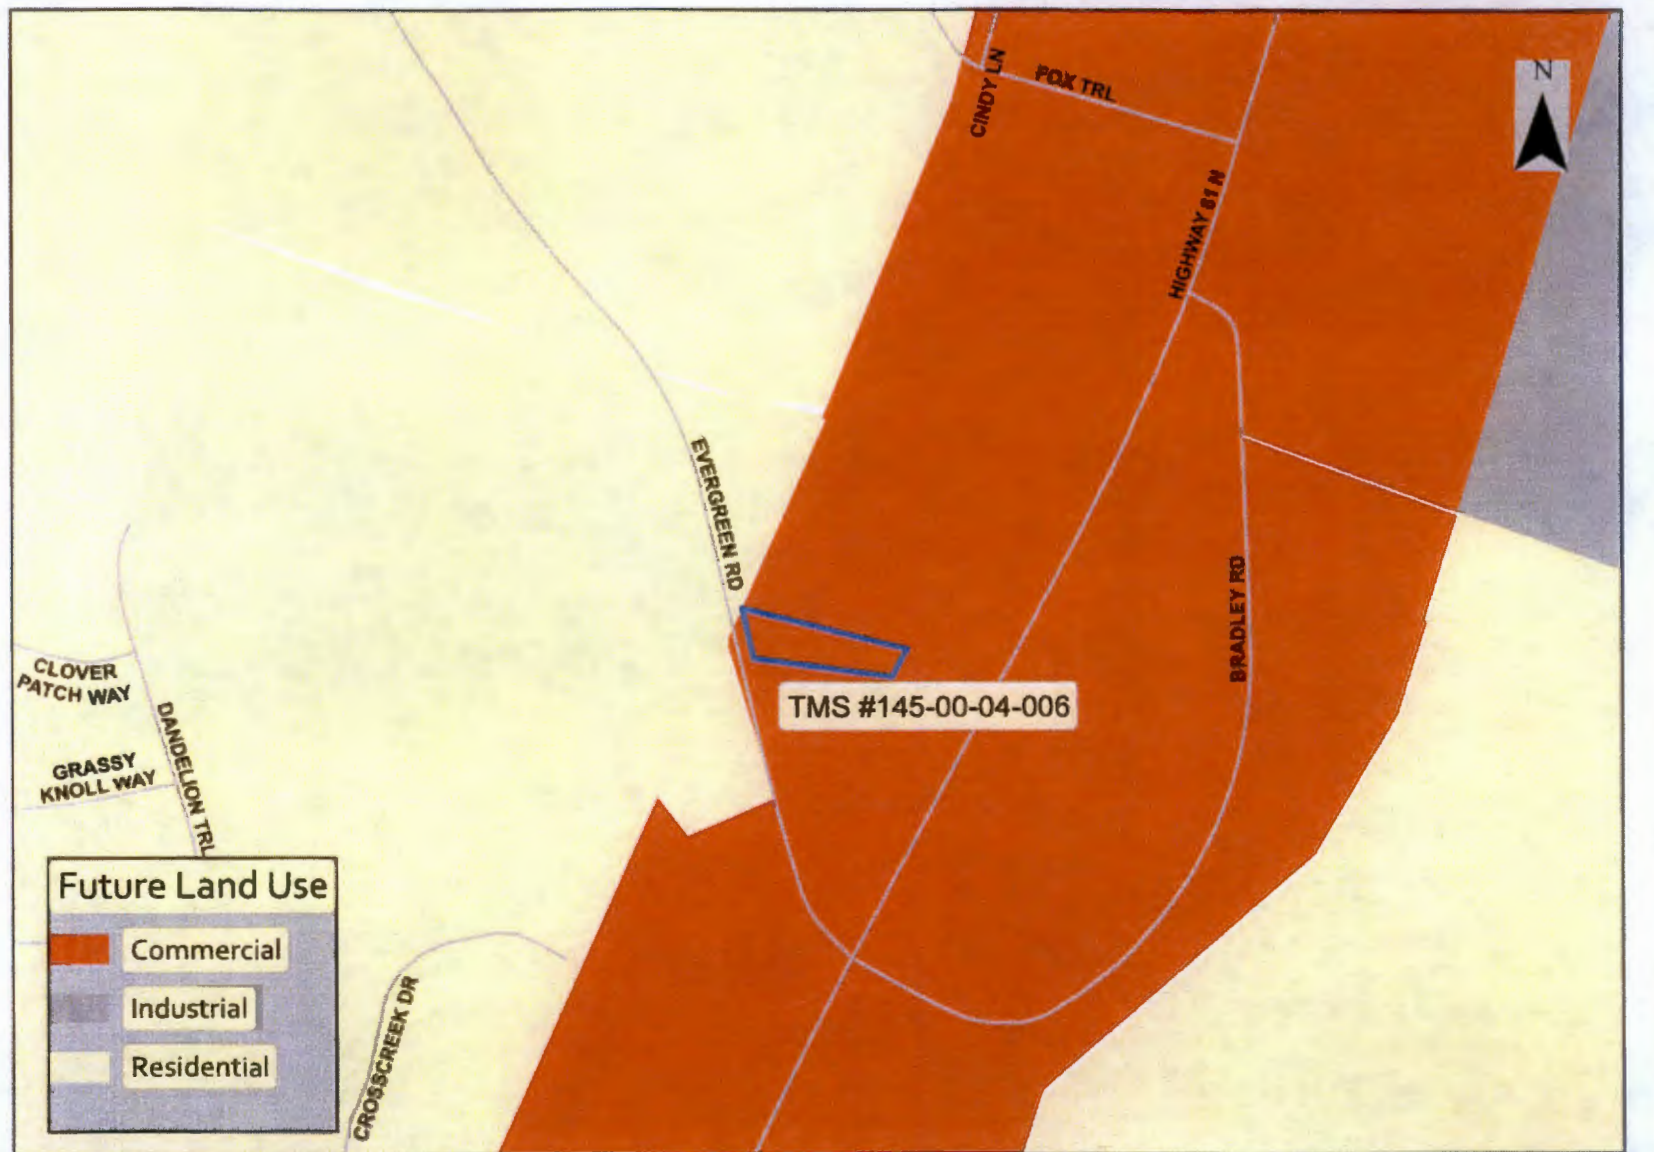 N
CINDY LN
FOX TRL
HIGHWAY 81 N
EVERGREEN RD
BRADLEY RD
TMS #145-00-04-006
CLOVER
PATCH WAY
DANDELION TRL
GRASSY
KNOLL WAY
CROSSCREEK DR
Future Land Use
Commercial
Industrial
Residential